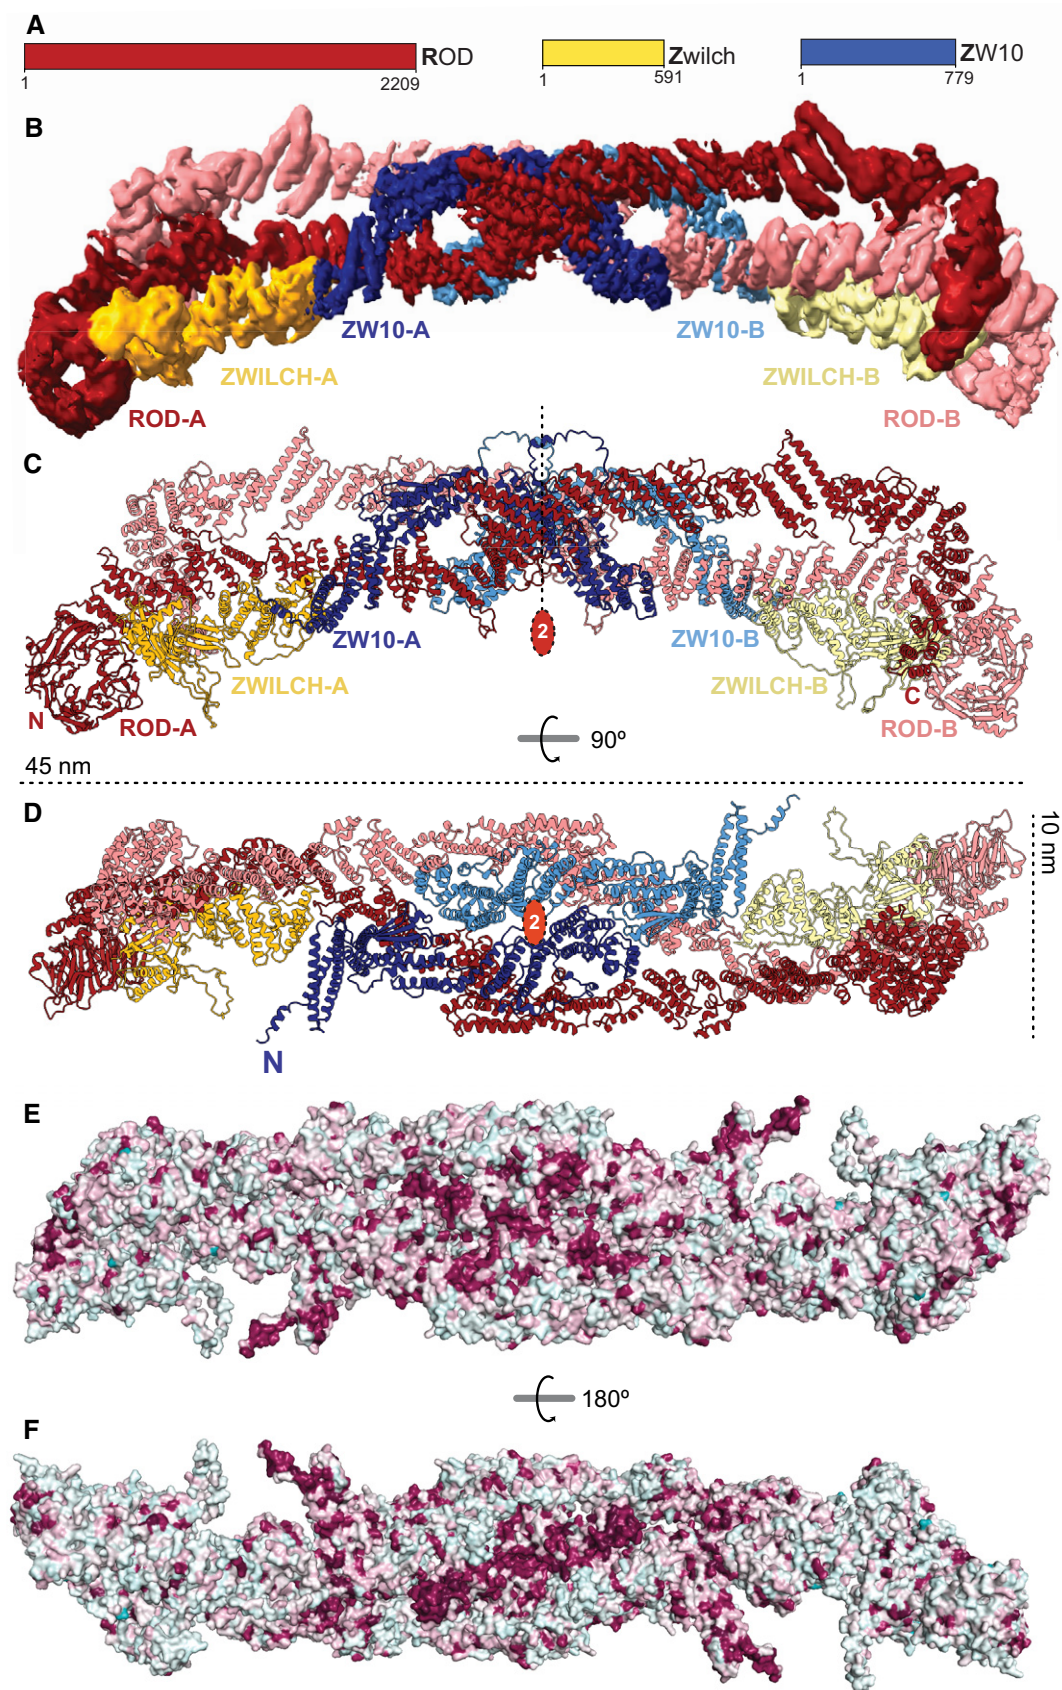 A
ROD
Zwilch
ZW10
1
2209
1
591
1
779
B
ZW10-A
ZW10-B
ZWILCH-A
ZWILCH-B
ROD-A
ROD-B
C
2
ZW10-A
ZW10-B
ZWILCH-A
ZWILCH-B
N
C
ROD-A
ROD-B
90º
45 nm
D
10 nm
2
N
E
180º
F